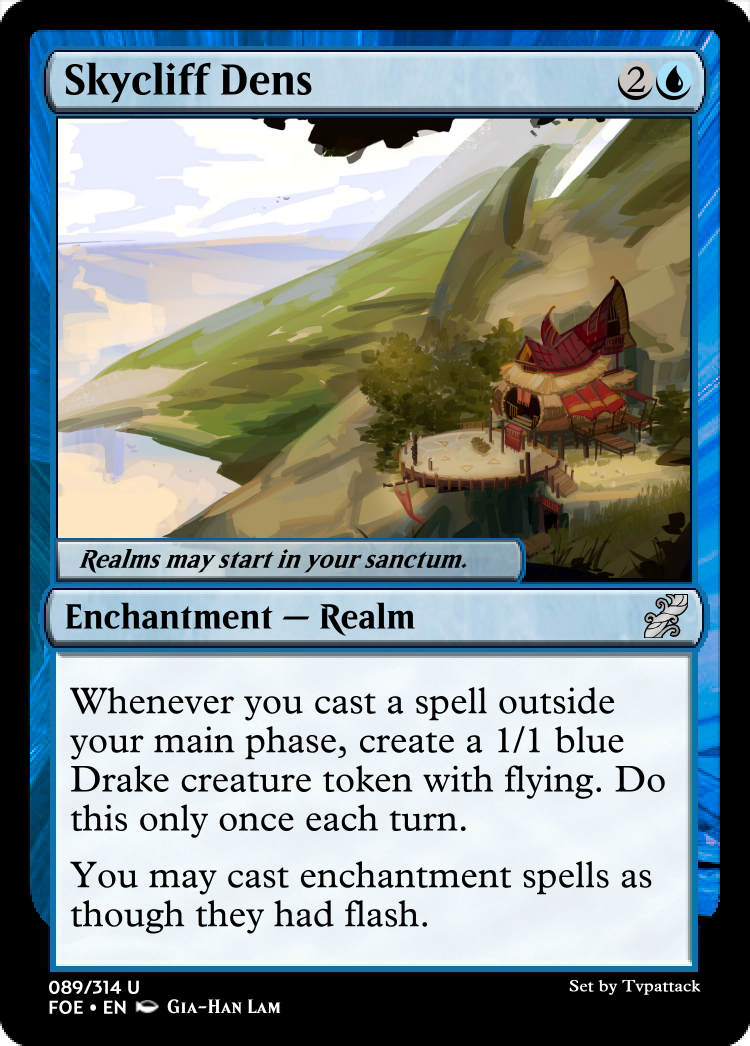 Skycliff Dens
2
Realms may start in your sanctum.
Enchantment — Realm
Whenever you cast a spell outside
your main phase, create a 1/1 blue
Drake creature token with flying. Do
this only once each turn.
You may cast enchantment spells as
though they had flash.
089/314 U
Set by Tvpattack
FOE • EN Gia-Han Lam